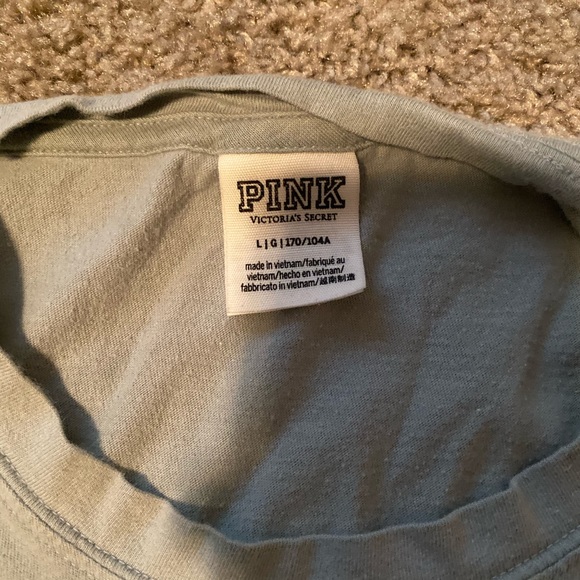 PINK
VICTORIA'S SECRET
L|G|170/104A
made in vietnam/fabriqué au
vietnam/hecho en vietnam/
fabbricato in vietnam/越南制造